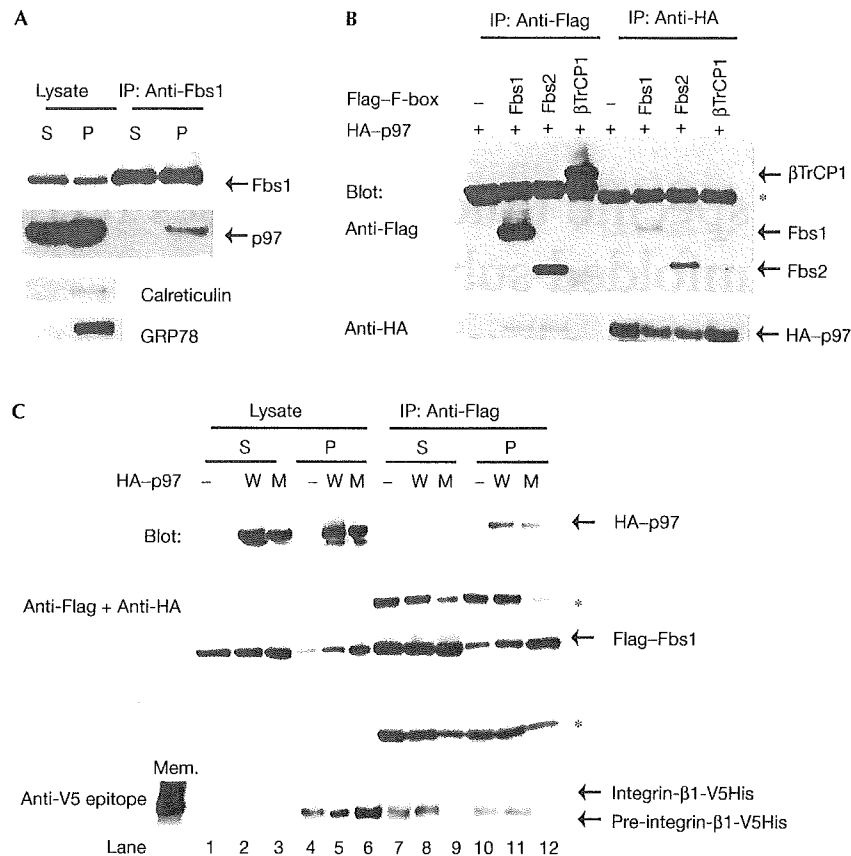 A
Lysate IP: Anti-Fbs1
S P S P
Fbs1
p97
Calreticulin
GRP78
B
IP: Anti-Flag IP: Anti-HA
Flag–F-box – Fbs1 Fbs2 βTrCP1 – Fbs1 Fbs2 βTrCP1
HA–p97 + + + + + + + +
Blot:
βTrCP1
*
Anti-Flag
Fbs1
Fbs2
Anti-HA
HA–p97
C
Lysate IP: Anti-Flag
S P S P
HA–p97 – W M – W M – W M – W M
Blot:
HA–p97
Anti-Flag + Anti-HA
*
Flag–Fbs1
*
Mem.
Anti-V5 epitope
Integrin-β1-V5His
Pre-integrin-β1-V5His
Lane 1 2 3 4 5 6 7 8 9 10 11 12